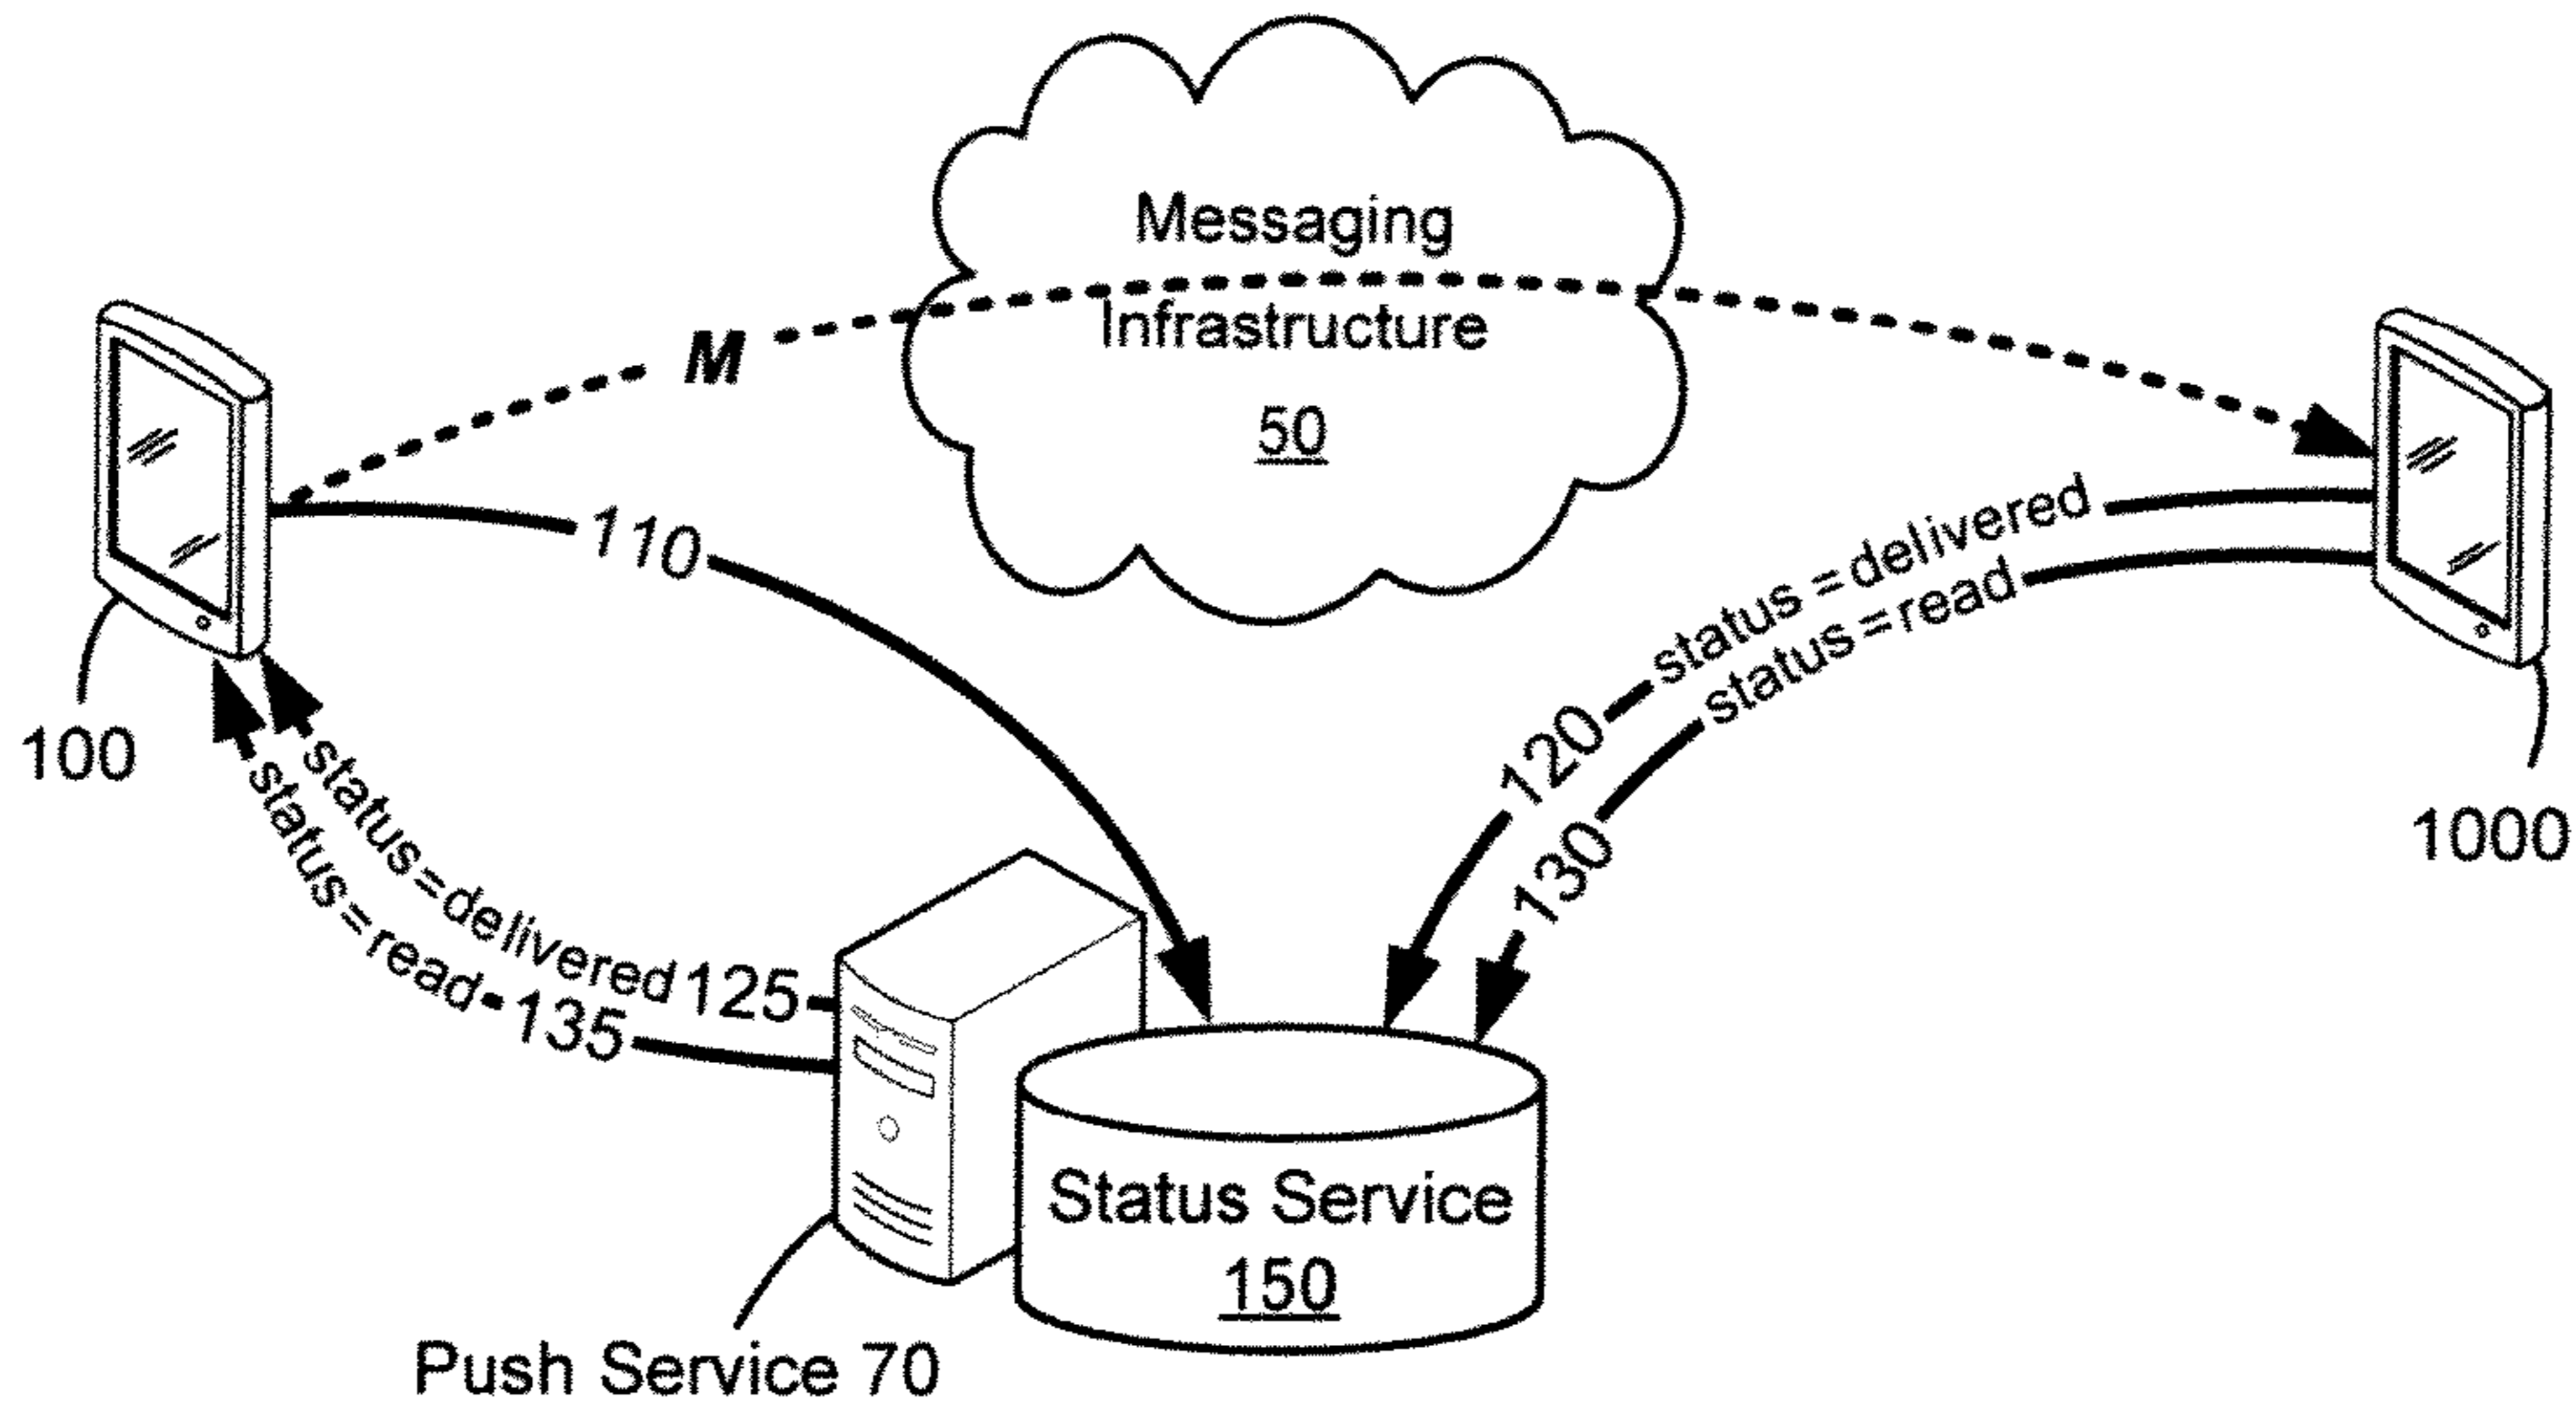 Messaging
Infrastructure
50
M
110
100
status=delivered
120
status=read
130
1000
status=delivered 125
status=read-135
Status Service
150
Push Service 70